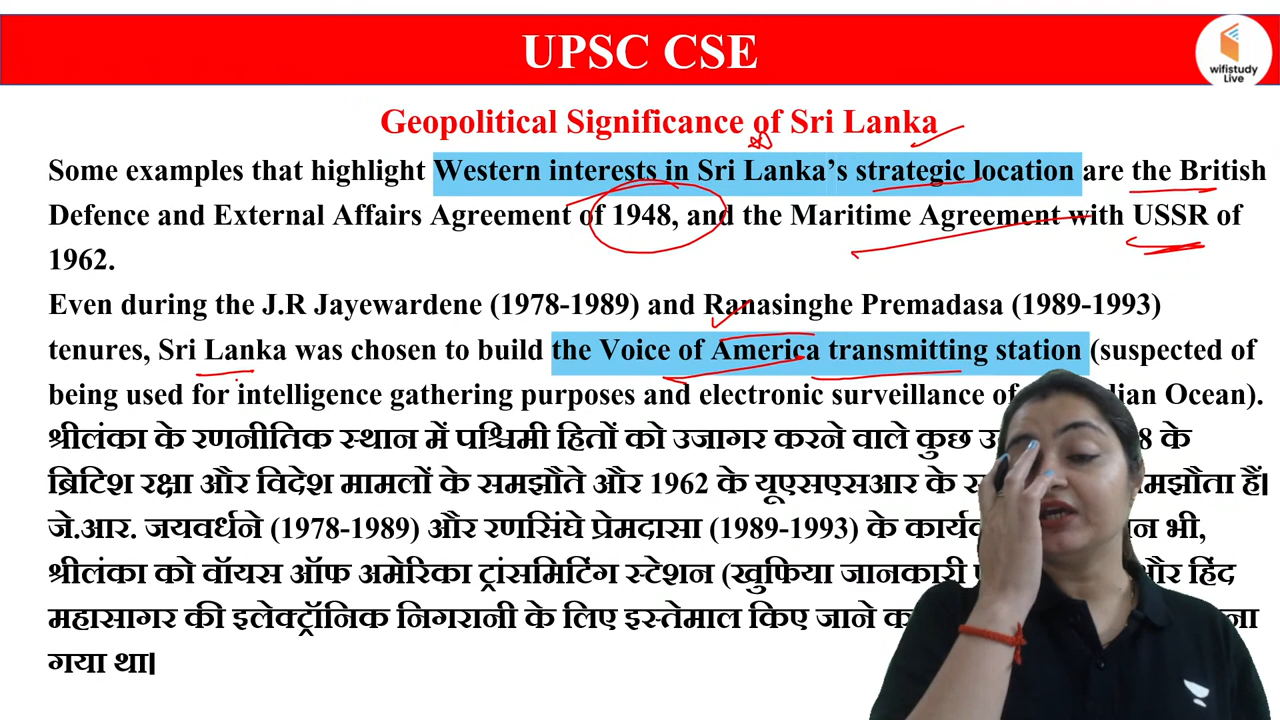 UPSC CSE
wifistudy
Live
Geopolitical Significance of Sri Lanka
Some examples that highlight Western interests in Sri Lanka's strategic location are the British
Defence and External Affairs Agreement of 1948, and the Maritime Agreement with USSR of
1962.
Even during the J.R Jayewardene (1978-1989) and Ranasinghe Premadasa (1989-1993)
tenures, Sri Lanka was chosen to build the Voice of America transmitting station (suspected of
being used for intelligence gathering purposes and electronic surveillance of Ocean).
श्रीलंका के रणनीतिक स्थान में पश्चिमी हितों को उजागर करने वाले कुछ के
ब्रिटिश रक्षा और विदेश मामलों के समझौते और 1962 के यूएसएसआर के हैं।
जे.आर. जयवर्धने (1978-1989) और रणसिंघे प्रेमदासा (1989-1993) के भी,
श्रीलंका को वॉयस ऑफ अमेरिका ट्रांसमिटिंग स्टेशन (खुफिया जानकारी और हिंद
महासागर की इलेक्ट्रॉनिक निगरानी के लिए इस्तेमाल किए जाने
गया था।